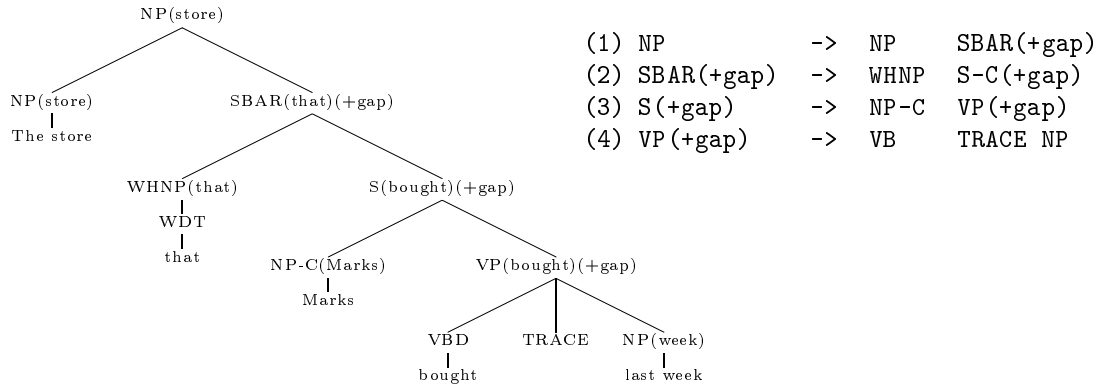 NP(store)
(1) NP -> NP SBAR(+gap)
(2) SBAR(+gap) -> WHNP S-C(+gap)
(3) S(+gap) -> NP-C VP(+gap)
(4) VP(+gap) -> VB TRACE NP
NP(store) SBAR(that)(+gap)
The store
WHNP(that) S(bought)(+gap)
WDT
that
NP-C(Marks) VP(bought)(+gap)
Marks
VBD TRACE NP(week)
bought last week